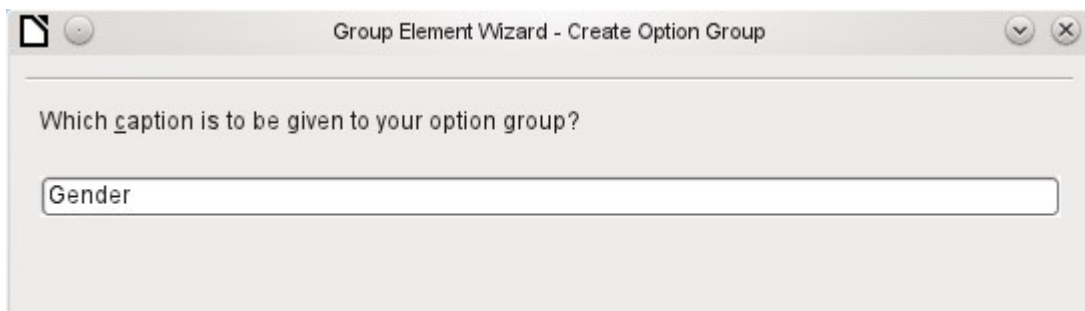 Group Element Wizard - Create Option Group
Which caption is to be given to your option group?
Gender